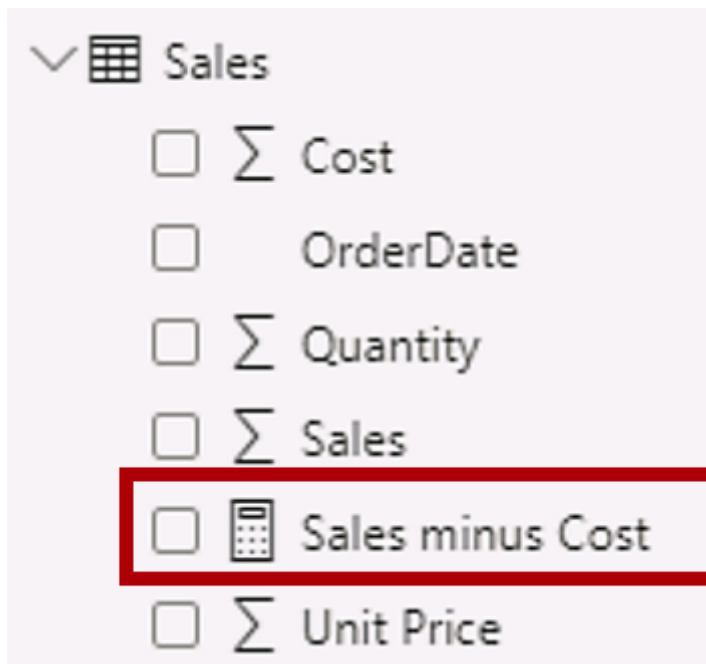 Sales
Cost
OrderDate
Quantity
Sales
Sales minus Cost
Unit Price